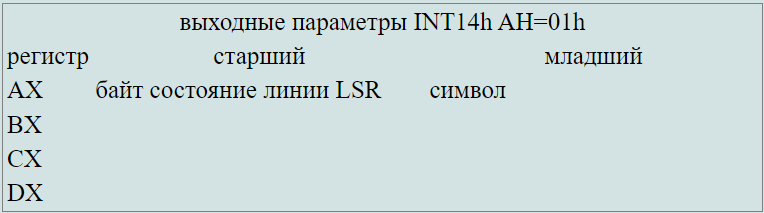 выходные параметры INT14h AH=01h
регистр старший младший
AX байт состояние линии LSR символ
BX
CX
DX